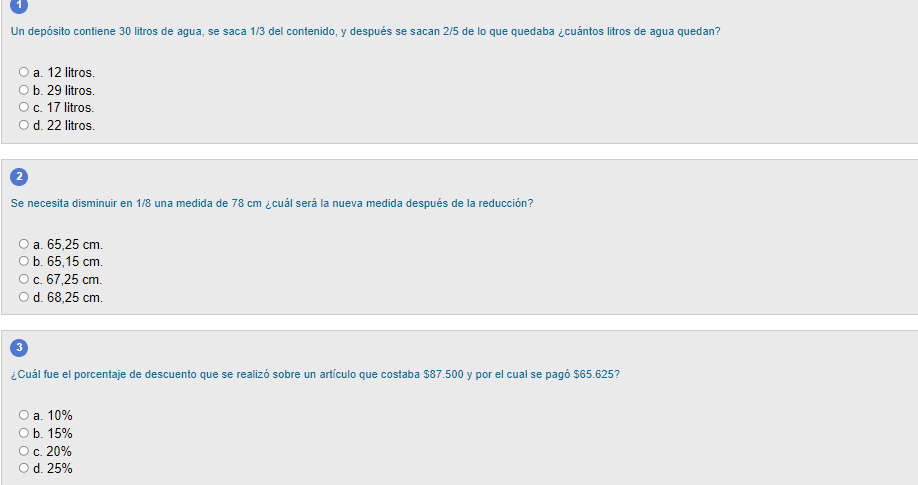 1
Un depósito contiene 30 litros de agua, se saca 1/3 del contenido, y después se sacan 2/5 de lo que quedaba ¿cuántos litros de agua quedan?
a. 12 litros.
b. 29 litros.
c. 17 litros.
d. 22 litros.
2
Se necesita disminuir en 1/8 una medida de 78 cm ¿cuál será la nueva medida después de la reducción?
a. 65,25 cm.
b. 65,15 cm.
c. 67,25 cm.
d. 68,25 cm.
3
¿Cuál fue el porcentaje de descuento que se realizó sobre un artículo que costaba $87.500 y por el cual se pagó $65.625?
a. 10%
b. 15%
c. 20%
d. 25%